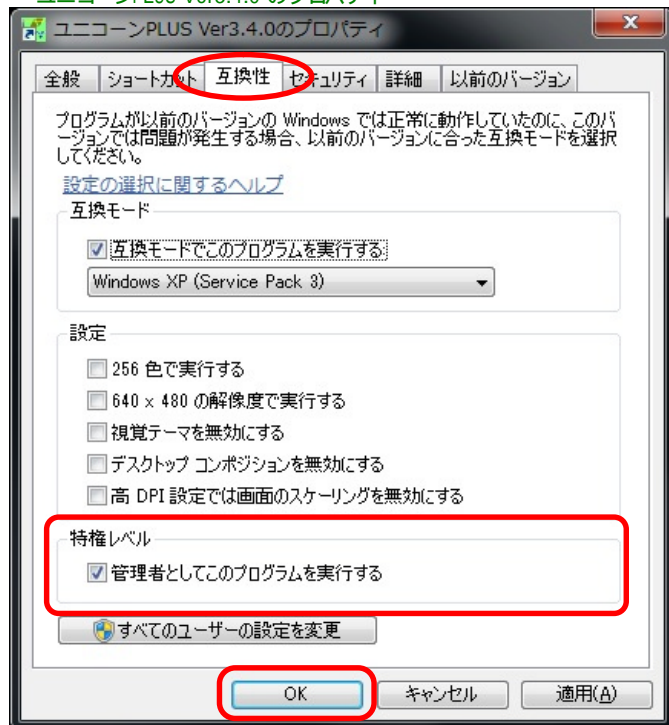 ユニコーンPLUS Ver3.4.0のプロパティ
全般 ショートカット 互換性 セキュリティ 詳細 以前のバージョン
プログラムが以前のバージョンの Windows では正常に動作していたのに、このバ
ージョンでは問題が発生する場合、以前のバージョンに合った互換モードを選択
してください。
設定の選択に関するヘルプ
互換モード
互換モードでこのプログラムを実行する:
Windows XP (Service Pack 3)
設定
256 色で実行する
640 x 480 の解像度で実行する
視覚テーマを無効にする
デスクトップ コンポジションを無効にする
高 DPI 設定では画面のスケーリングを無効にする
特権レベル
管理者としてこのプログラムを実行する
すべてのユーザーの設定を変更
OK キャンセル 適用(A)